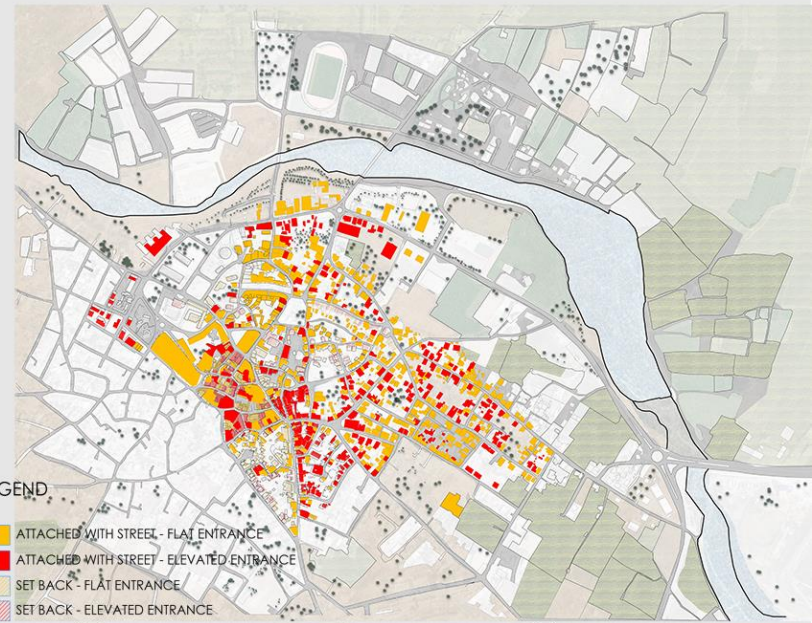 GEND
ATTACHED WITH STREET - FLAT ENTRANCE
ATTACHED WITH STREET - ELEVATED ENTRANCE
SET BACK - FLAT ENTRANCE
SET BACK - ELEVATED ENTRANCE